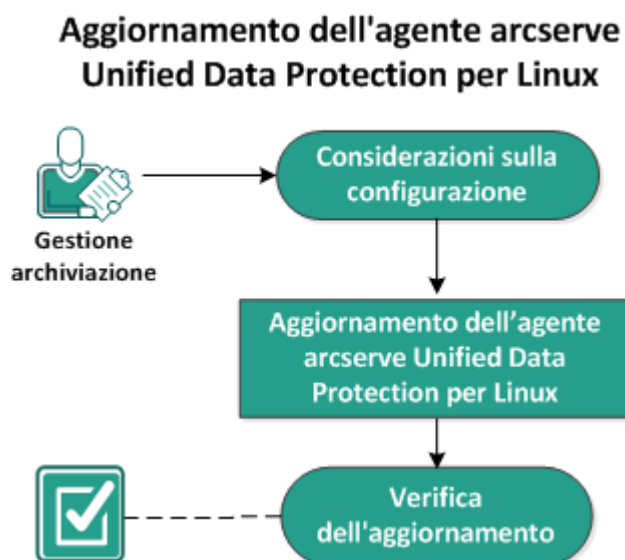 Aggiornamento dell'agente arcserve
Unified Data Protection per Linux
Considerazioni sulla
configurazione
Gestione
archiviazione
Aggiornamento dell’agente
arcserve Unified Data
Protection per Linux
Verifica
dell'aggiornamento